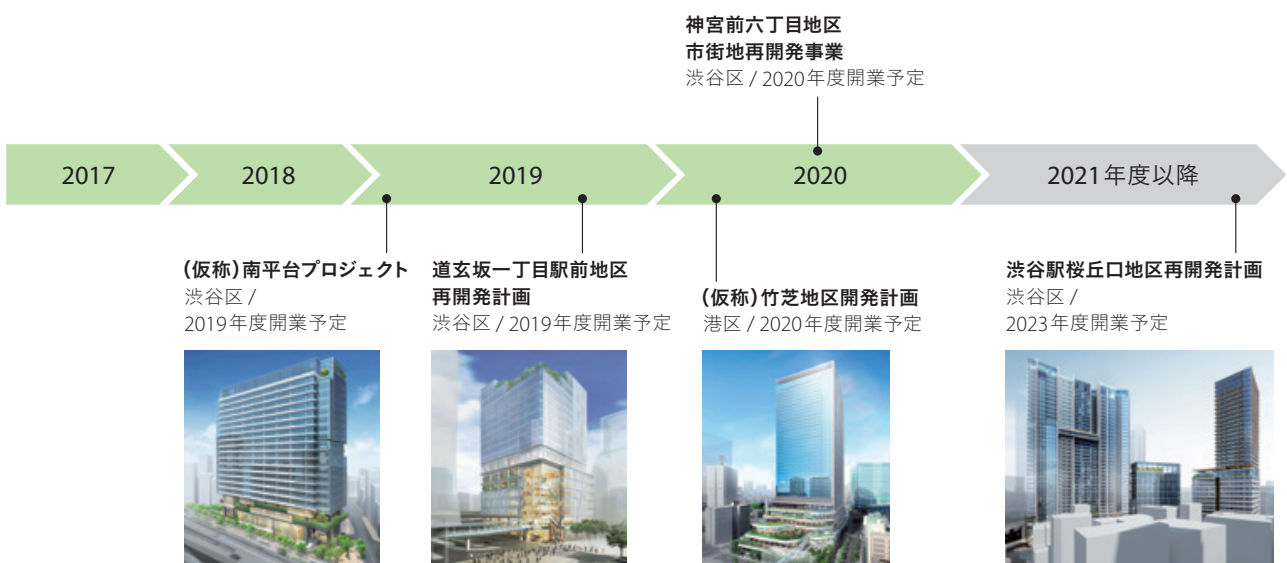 神宮前六丁目地区
市街地再開発事業
渋谷区 / 2020年度開業予定
2017
2018
2019
2020
2021年度以降
(仮称)南平台プロジェクト
渋谷区 /
2019年度開業予定
道玄坂一丁目駅前地区
再開発計画
渋谷区 / 2019年度開業予定
(仮称)竹芝地区開発計画
港区 / 2020年度開業予定
渋谷駅桜丘口地区再開発計画
渋谷区 /
2023年度開業予定